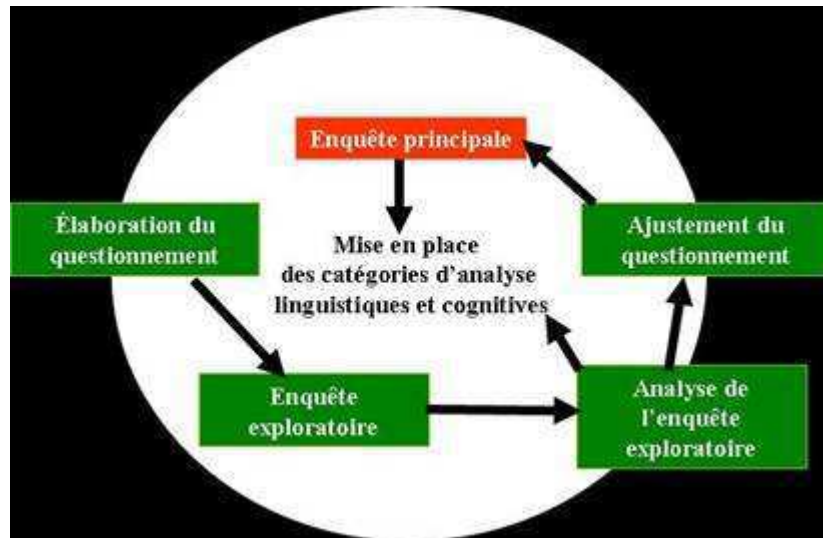 Enquête principale
Élaboration du
questionnement
Ajustement du
questionnement
Mise en place
des catégories d'analyse
linguistiques et cognitives
Enquête
exploratoire
Analyse de
l'enquête
exploratoire